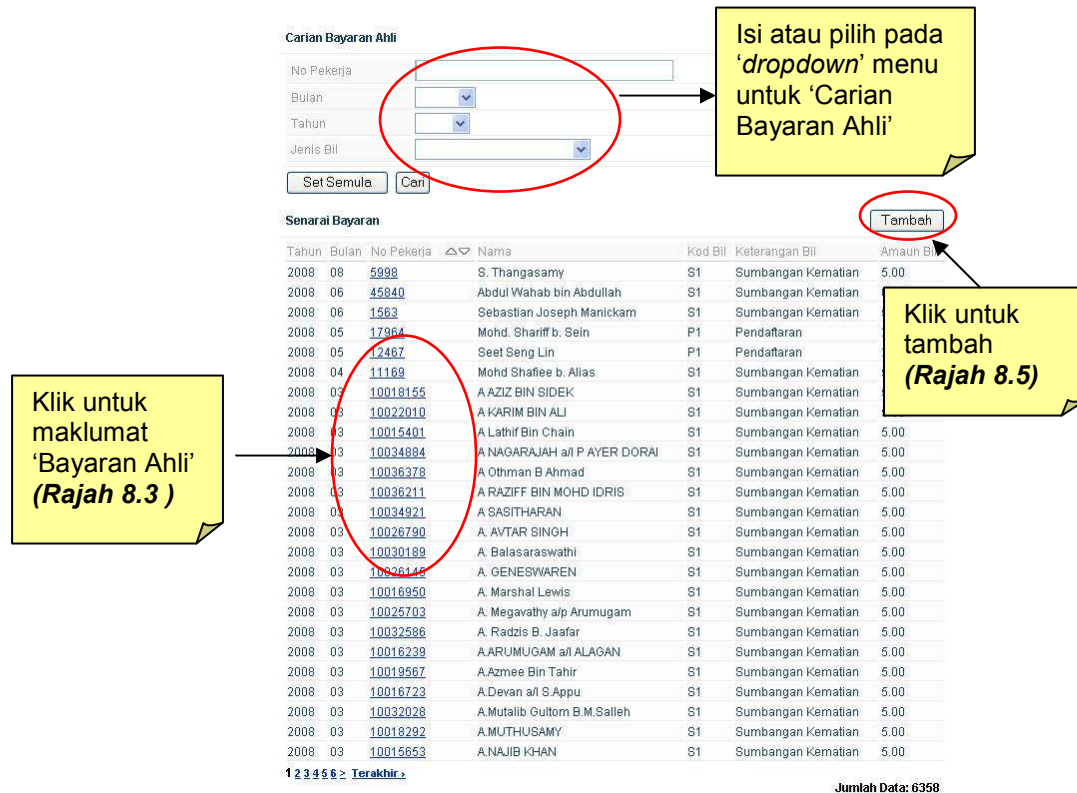 Carian Bayaran Ahli
No Pekerja
Bulan
Tahun
Jenis Bil
Set Semula Cari
Isi atau pilih pada
‘dropdown’ menu
untuk ‘Carian
Bayaran Ahli’
Senarai Bayaran Tambah
Tahun Bulan No Pekerja Nama Kod Bil Keterangan Bil Amaun Bil
2008 08 5998 S. Thangasamy S1 Sumbangan Kematian 5.00
2008 06 45840 Abdul Wahab bin Abdullah S1 Sumbangan Kematian
2008 06 1563 Sebastian Joseph Manickam S1 Sumbangan Kematian
2008 05 17964 Mohd. Shariff b. Sein P1 Pendaftaran
2008 05 12467 Seet Seng Lin P1 Pendaftaran
2008 04 11169 Mohd Shafiee b. Alias S1 Sumbangan Kematian
2008 03 10018155 A AZIZ BIN SIDEK S1 Sumbangan Kematian
2008 03 10022010 A KARIM BIN ALI S1 Sumbangan Kematian
2008 03 10015401 A Lathif Bin Chain S1 Sumbangan Kematian 5.00
2008 03 10034884 A NAGARAJAH a/l P AYER DORAI S1 Sumbangan Kematian 5.00
2008 03 10036378 A Othman B Ahmad S1 Sumbangan Kematian 5.00
2008 03 10036211 A RAZIFF BIN MOHD IDRIS S1 Sumbangan Kematian 5.00
2008 03 10034921 A SASITHARAN S1 Sumbangan Kematian 5.00
2008 03 10026790 A. AVTAR SINGH S1 Sumbangan Kematian 5.00
2008 03 10030189 A. Balasaraswathi S1 Sumbangan Kematian 5.00
2008 03 10026145 A. GENESWAREN S1 Sumbangan Kematian 5.00
2008 03 10016950 A. Marshal Lewis S1 Sumbangan Kematian 5.00
2008 03 10025703 A. Megavathy a/p Arumugam S1 Sumbangan Kematian 5.00
2008 03 10032586 A. Radzis B. Jaafar S1 Sumbangan Kematian 5.00
2008 03 10016239 A.ARUMUGAM a/l ALAGAN S1 Sumbangan Kematian 5.00
2008 03 10019567 A.Azmee Bin Tahir S1 Sumbangan Kematian 5.00
2008 03 10016723 A.Devan a/l S.Appu S1 Sumbangan Kematian 5.00
2008 03 10032028 A.Mutalib Gultom B.M.Salleh S1 Sumbangan Kematian 5.00
2008 03 10018292 A.MUTHUSAMY S1 Sumbangan Kematian 5.00
2008 03 10015653 A.NAJIB KHAN S1 Sumbangan Kematian 5.00
1 2 3 4 5 6 > Terakhir ›
Jumlah Data: 6358
Klik untuk
tambah
(Rajah 8.5)
Klik untuk
maklumat
‘Bayaran Ahli’
(Rajah 8.3 )